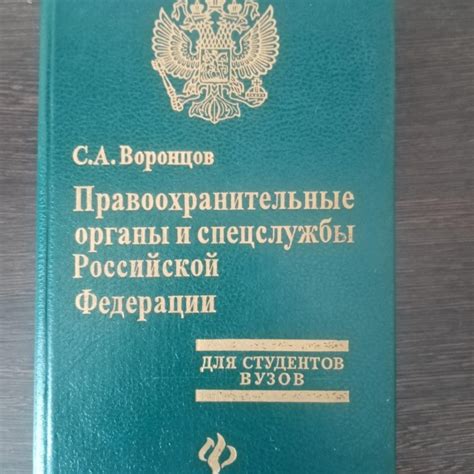 С.А.Воронцов
Правоохранительные
органы и спецслужбы
Российской
Федерации
ДЛЯ СТУДЕНТОВ
ВУЗОВ